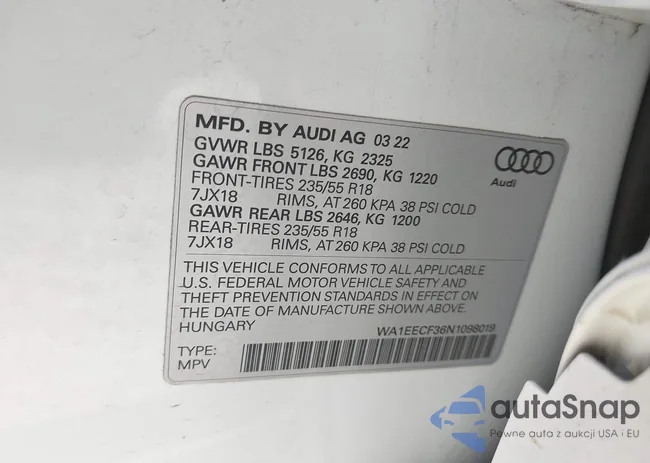 MFD. BY AUDI AG 03 22
GVWR LBS 5126, KG 2325
GAWR FRONT LBS 2690, KG 1220
FRONT-TIRES 235/55 R18
7JX18 RIMS, AT 260 KPA 38 PSI COLD
GAWR REAR LBS 2646, KG 1200
REAR-TIRES 235/55 R18
7JX18 RIMS, AT 260 KPA 38 PSI COLD
Audi
THIS VEHICLE CONFORMS TO ALL APPLICABLE
U.S. FEDERAL MOTOR VEHICLE SAFETY AND
THEFT PREVENTION STANDARDS IN EFFECT ON
THE DATE OF MANUFACTURE SHOWN ABOVE.
HUNGARY
WA1EECF36N1098019
TYPE:
MPV
autaSnap
Pewne auta z aukcji USA i EU